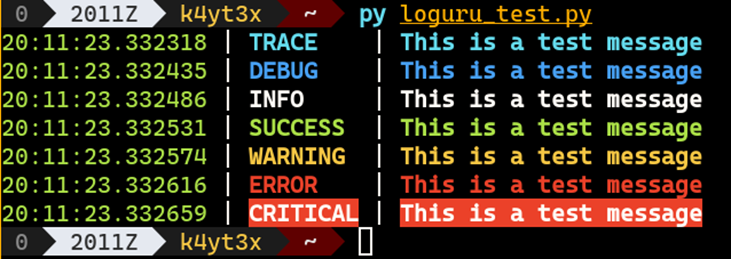 0 2011Z k4yt3x ~ py loguru_test.py
20:11:23.332318 | TRACE | This is a test message
20:11:23.332435 | DEBUG | This is a test message
20:11:23.332486 | INFO | This is a test message
20:11:23.332531 | SUCCESS | This is a test message
20:11:23.332574 | WARNING | This is a test message
20:11:23.332616 | ERROR | This is a test message
20:11:23.332659 | CRITICAL | This is a test message
0 2011Z k4yt3x ~